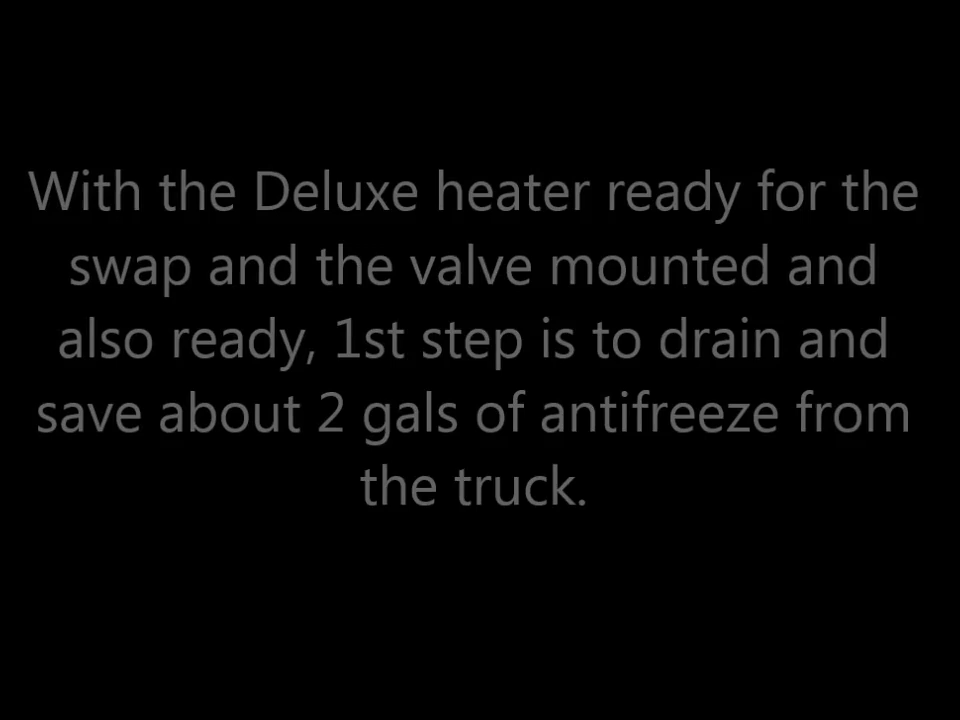 With the Deluxe heater ready for the
swap and the valve mounted and
also ready, 1st step is to drain and
save about 2 gals of antifreeze from
the truck.